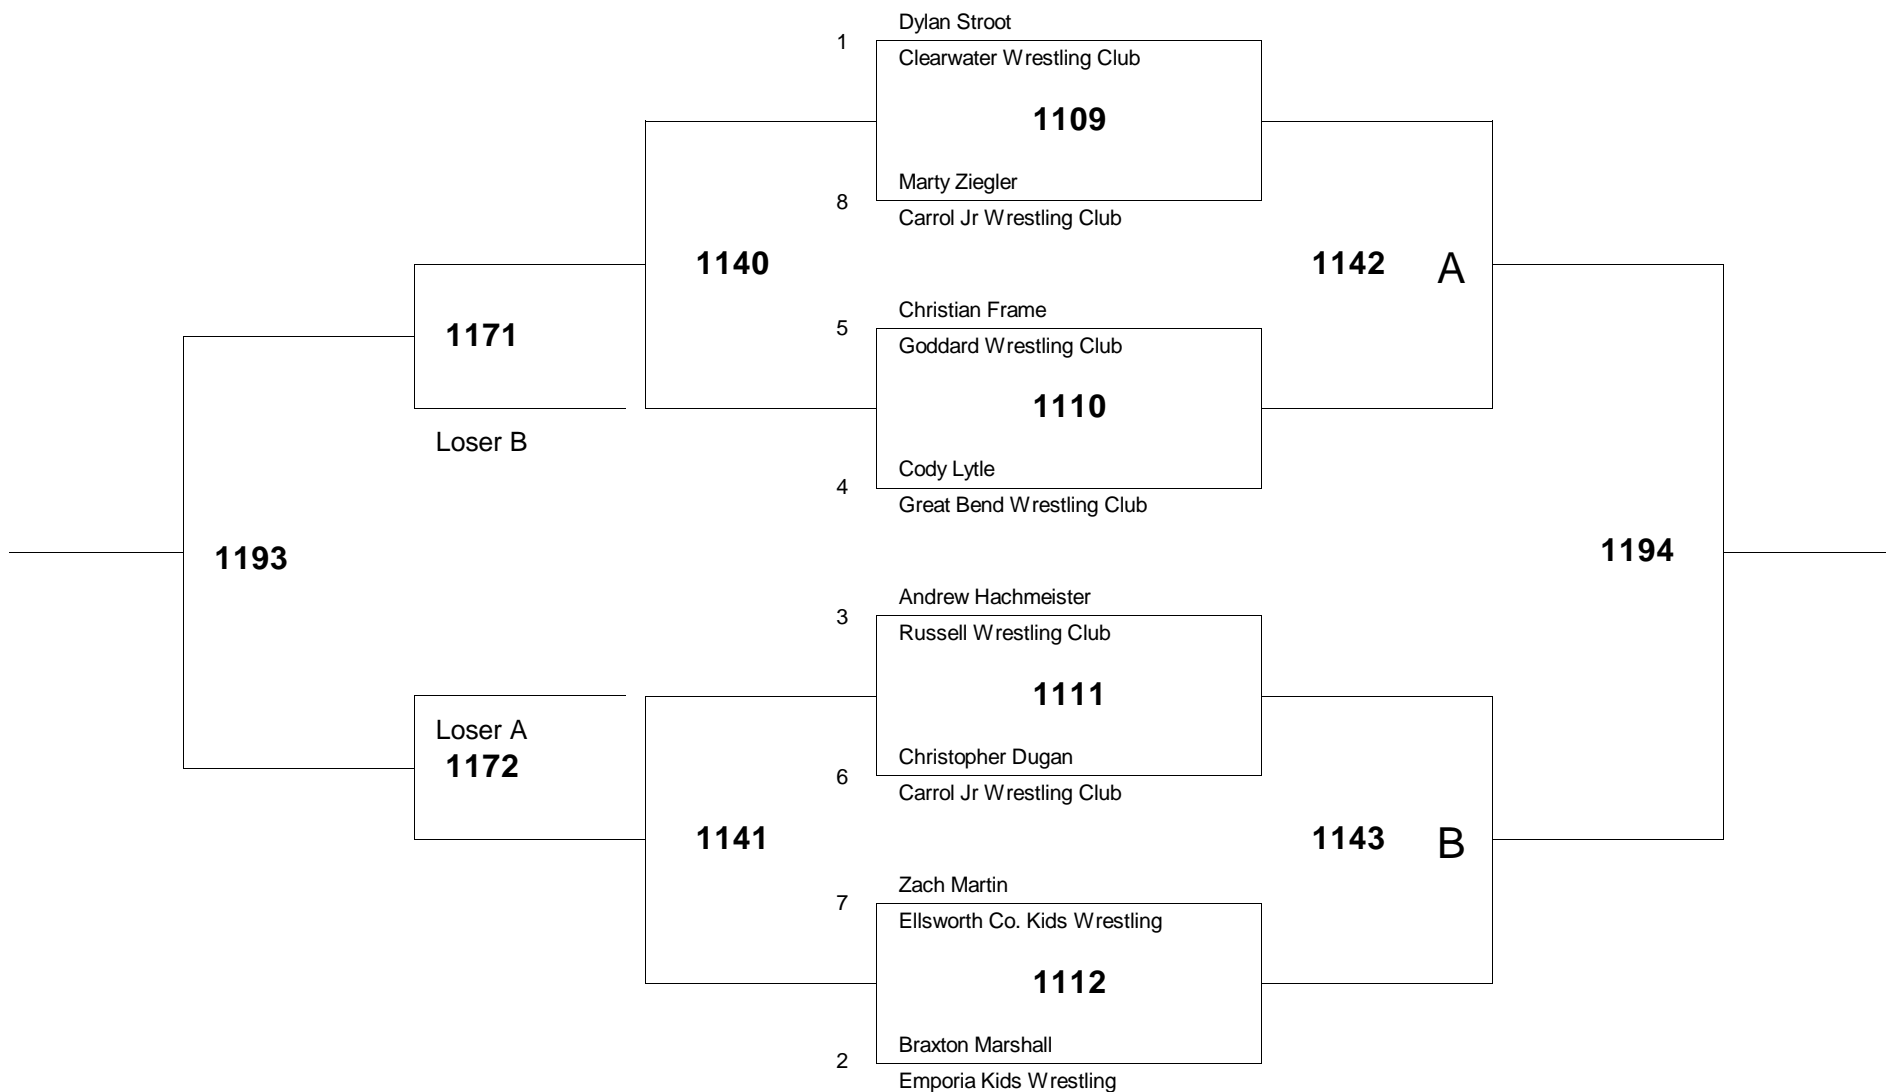 Dylan Stroot
1
Clearwater Wrestling Club
1109
Marty Ziegler
8
Carrol Jr Wrestling Club
1140
1142 A
Christian Frame
5
1171
Goddard Wrestling Club
1110
Loser B
Cody Lytle
4
Great Bend Wrestling Club
1193
1194
Andrew Hachmeister
3
Russell Wrestling Club
1111
Loser A
Christopher Dugan
1172
6
Carrol Jr Wrestling Club
1141
1143 B
Zach Martin
7
Ellsworth Co. Kids Wrestling
1112
Braxton Marshall
2
Emporia Kids Wrestling